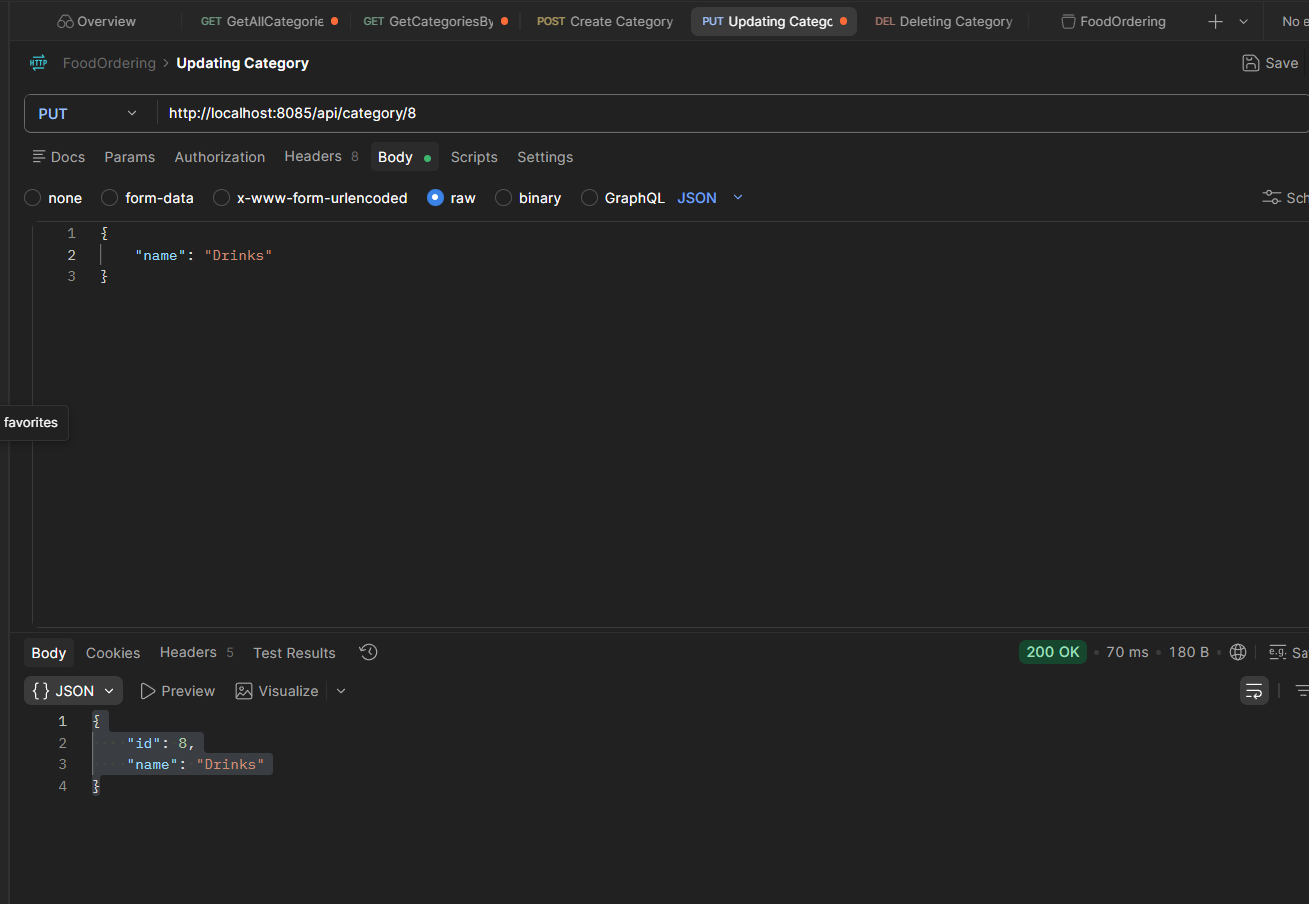 Overview GET GetAllCategorie GET GetCategoriesBy POST Create Category PUT Updating Categc DEL Deleting Category FoodOrdering No e
HTTP FoodOrdering > Updating Category Save
PUT http://localhost:8085/api/category/8
Docs Params Authorization Headers 8 Body Scripts Settings
none form-data x-www-form-urlencoded raw binary GraphQL JSON Sch
1 {
2 "name": "Drinks"
3 }
favorites
Body Cookies Headers 5 Test Results 200 OK 70 ms 180 B e.g. Sa
{} JSON Preview Visualize
1 {
2 "id": 8,
3 "name": "Drinks"
4 }